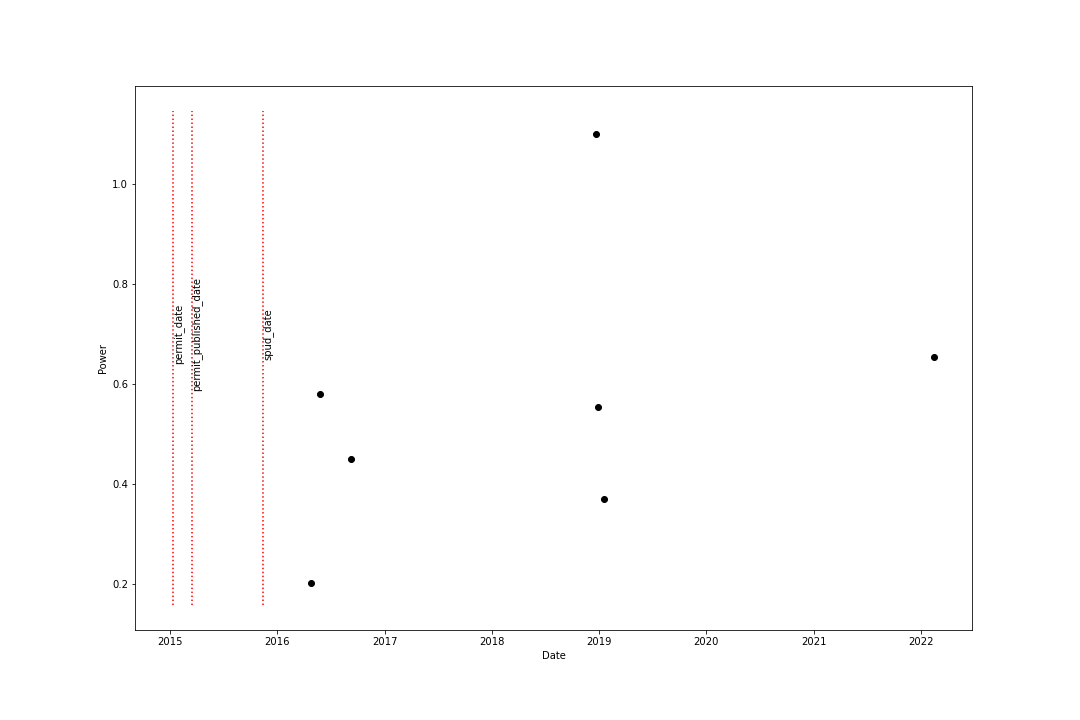 1.0
0.8
0.6
0.4
0.2
Power
permit_date
permit_published_date
spud_date
2015 2016 2017 2018 2019 2020 2021 2022
Date